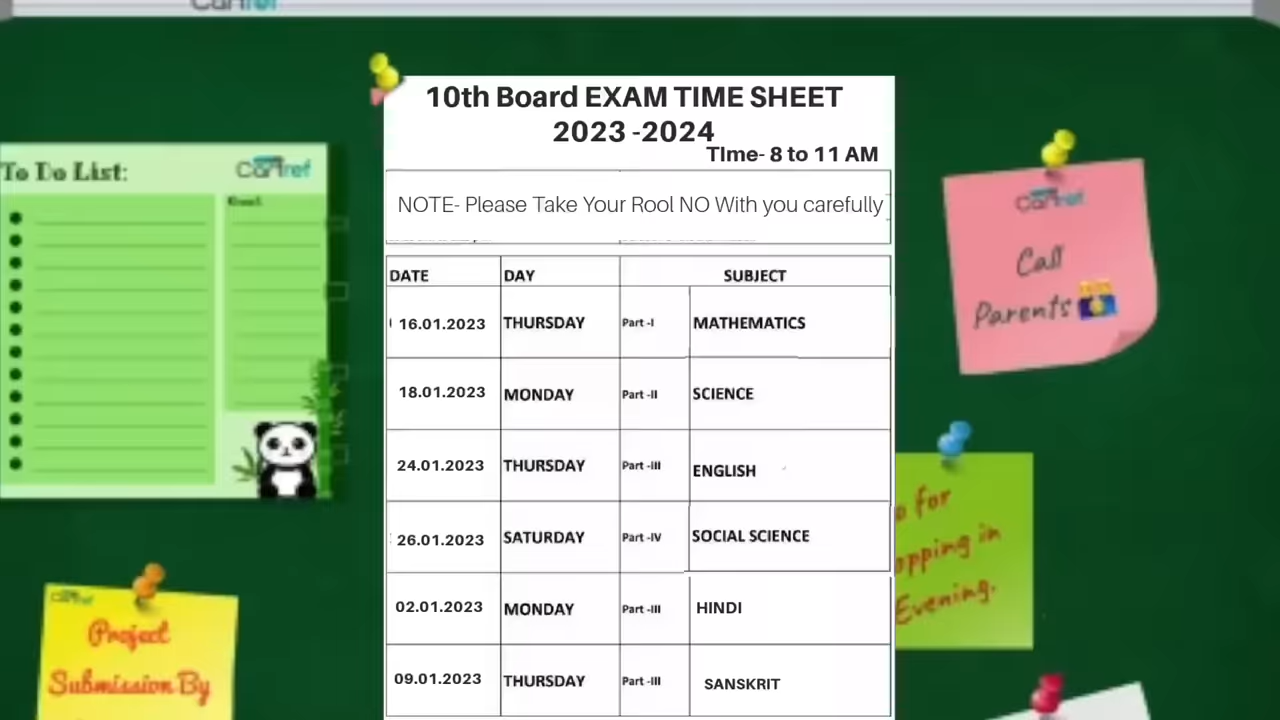 10th Board EXAM TIME SHEET
2023 -2024
TIme- 8 to 11 AM
NOTE- Please Take Your Rool NO With you carefully
DATE DAY SUBJECT
16.01.2023 THURSDAY Part -I MATHEMATICS
18.01.2023 MONDAY Part -II SCIENCE
24.01.2023 THURSDAY Part -III ENGLISH
26.01.2023 SATURDAY Part -IV SOCIAL SCIENCE
02.01.2023 MONDAY Part -III HINDI
09.01.2023 THURSDAY Part -III SANSKRIT
To Do List:
Call
Parents
for
in
Evening.
Project
Submission By